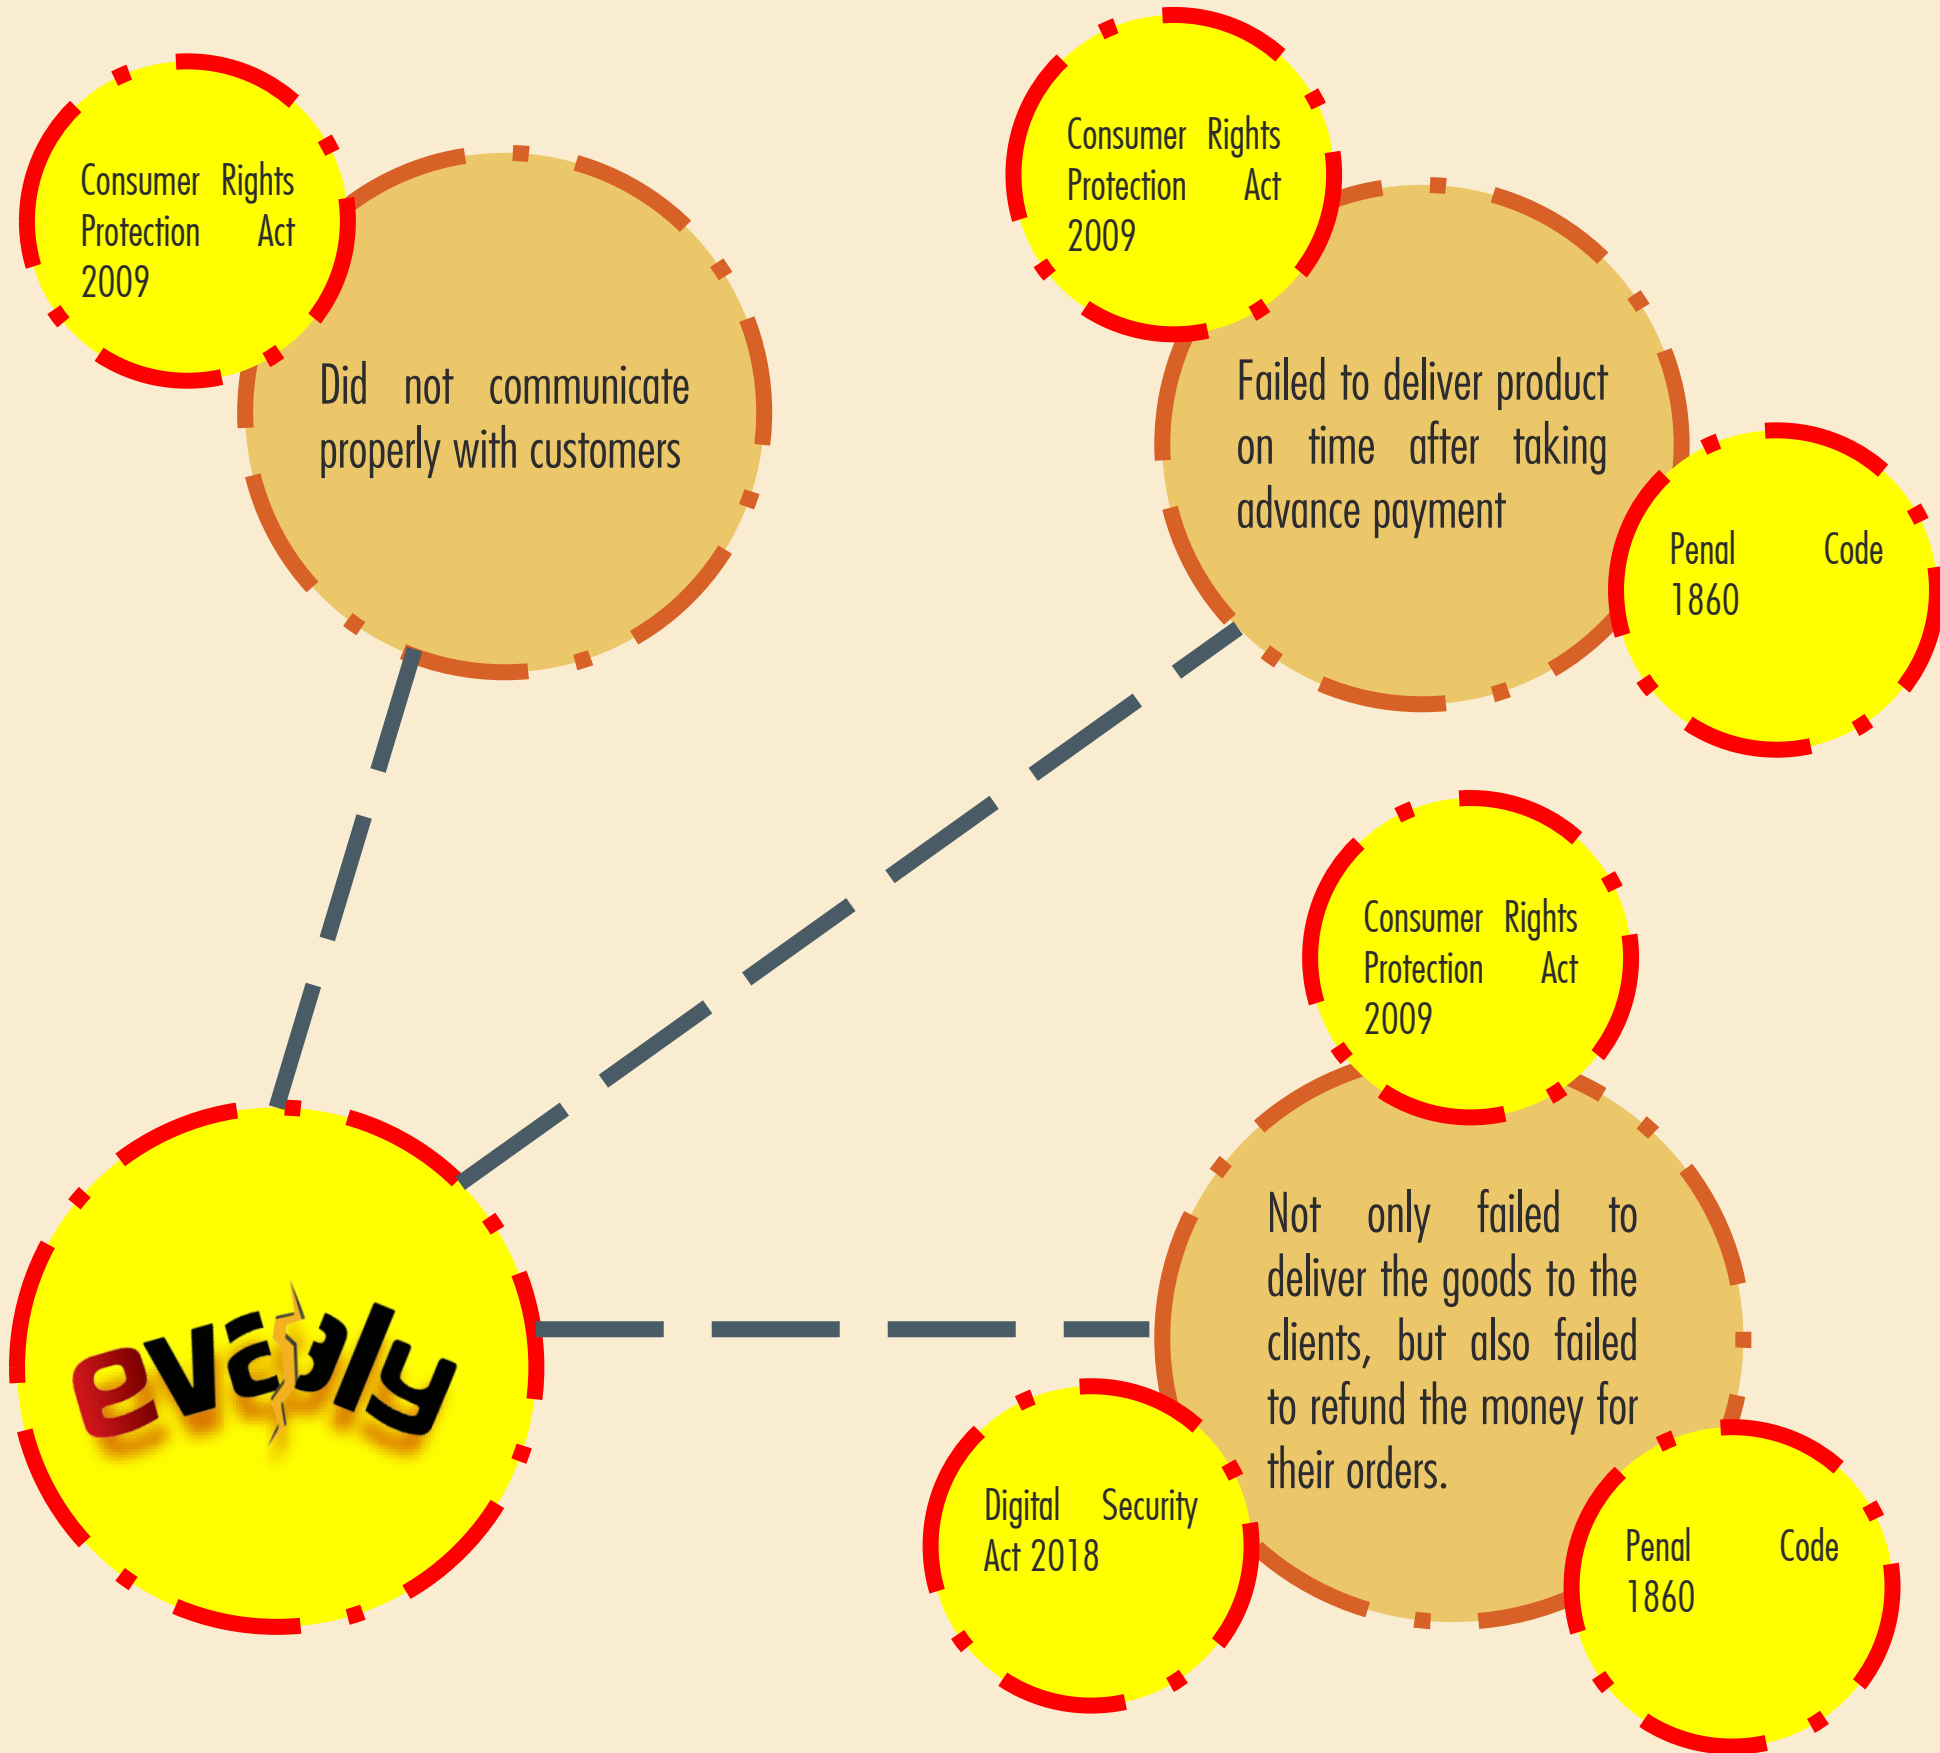 Consumer Rights
Protection Act
2009
Did not communicate
properly with customers
Consumer Rights
Protection Act
2009
Failed to deliver product
on time after taking
advance payment
Penal Code
1860
Consumer Rights
Protection Act
2009
Not only failed to
deliver the goods to the
clients, but also failed
to refund the money for
their orders.
Digital Security
Act 2018
Penal Code
1860
evaly